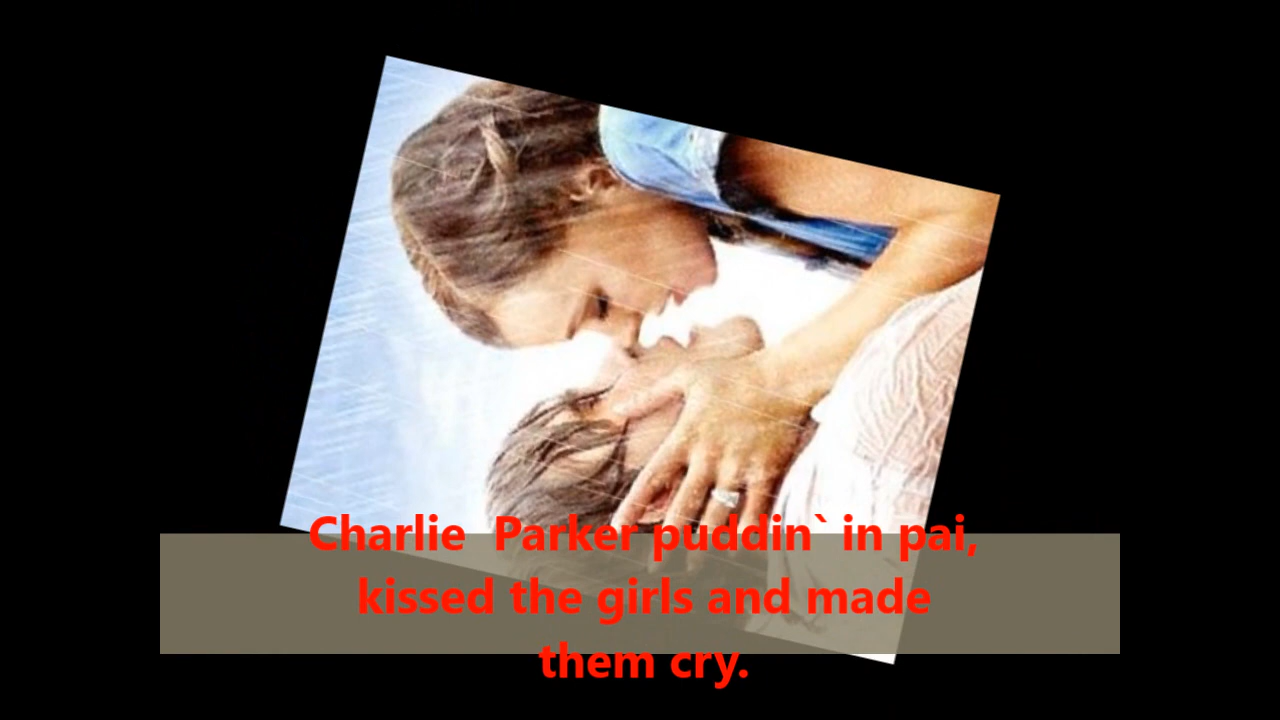 Charlie  Parker puddin` in pai,
kissed the girls and made
them cry.